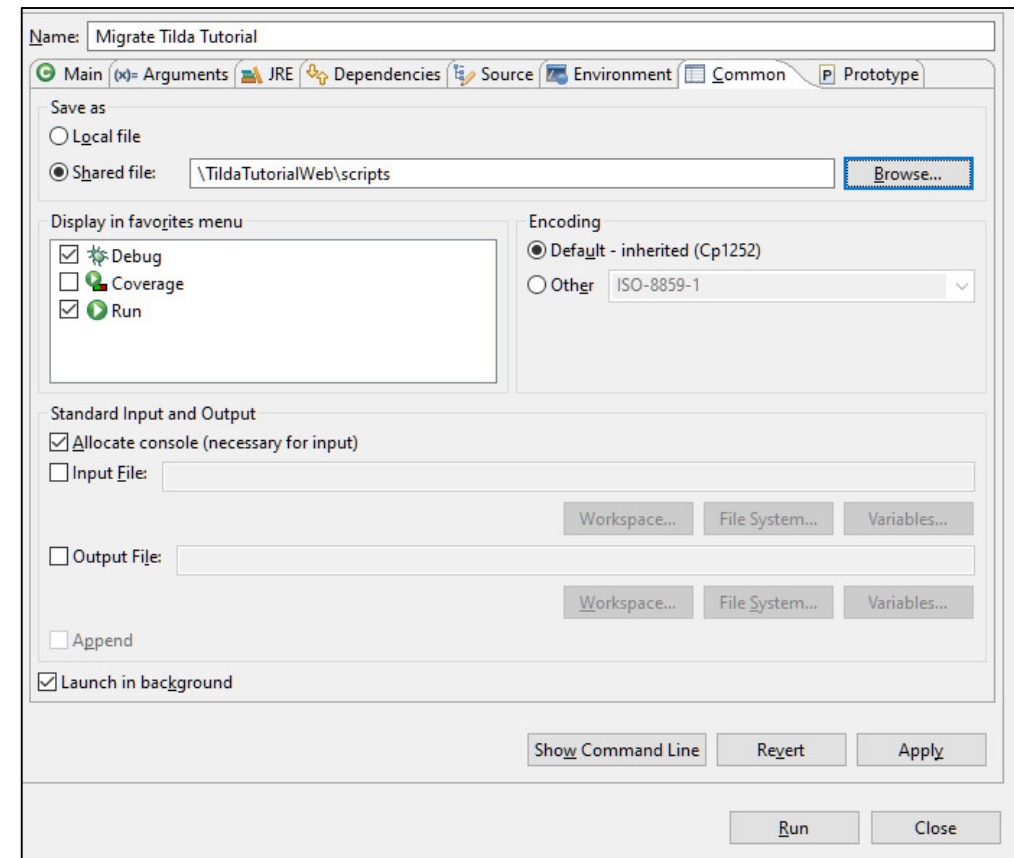 Name: Migrate Tilda Tutorial
Main (x)= Arguments JRE Dependencies Source Environment Common P Prototype
Save as
Local file
Shared file: \TildaTutorialWeb\scripts Browse...
Display in favorites menu
Debug
Coverage
Run
Encoding
Default - inherited (Cp1252)
Other ISO-8859-1
Standard Input and Output
Allocate console (necessary for input)
Input File:
Workspace... File System... Variables...
Output File:
Workspace... File System... Variables...
Append
Launch in background
Show Command Line Revert Apply
Run Close